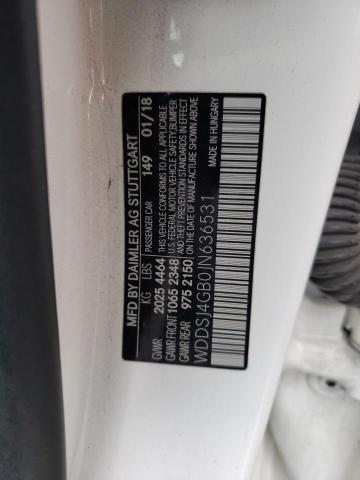 MFD BY DAIMLER AG STUTTGART
PASSENGER CAR 149 01/18
KG LBS
GVWR 2025 4464
GAWR FRONT 1065 2348
GAWR REAR 975 2150
THIS VEHICLE CONFORMS TO ALL APPLICABLE
U.S. FEDERAL MOTOR VEHICLE SAFETY, BUMPER
AND THEFT PREVENTION STANDARDS IN EFFECT
ON THE DATE OF MANUFACTURE SHOWN ABOVE
WDDSJ4GB0JN636531
MADE IN HUNGARY